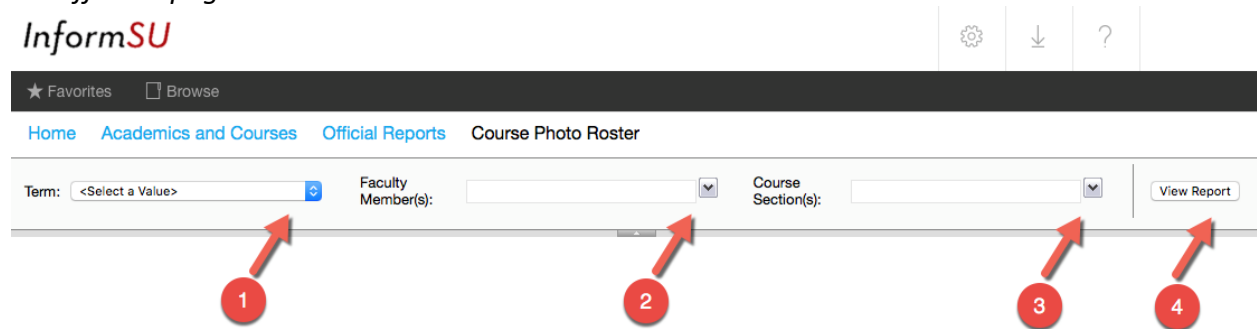 InformSU
?
★ Favorites Browse
Home Academics and Courses Official Reports Course Photo Roster
Term: <Select a Value> Faculty Member(s): Course Section(s): View Report
1 2 3 4